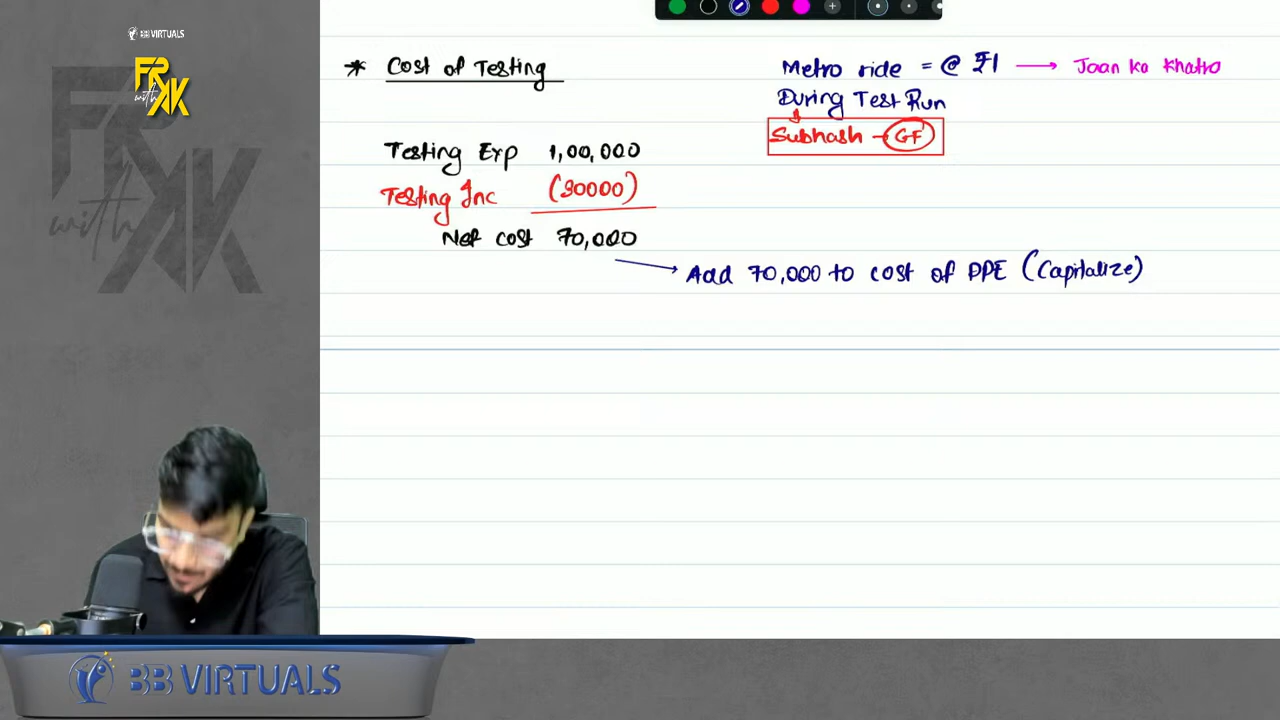 BB VIRTUALS
FR
with
AK
* Cost of Testing
Testing Exp 1,00,000
Testing Inc (30000)
Net cost 70,000
Add 70,000 to cost of PPE (Capitalize)
Metro ride = @ ₹1 → Jaan ka Khatra
During Test Run
Subhash - GF
BB VIRTUALS